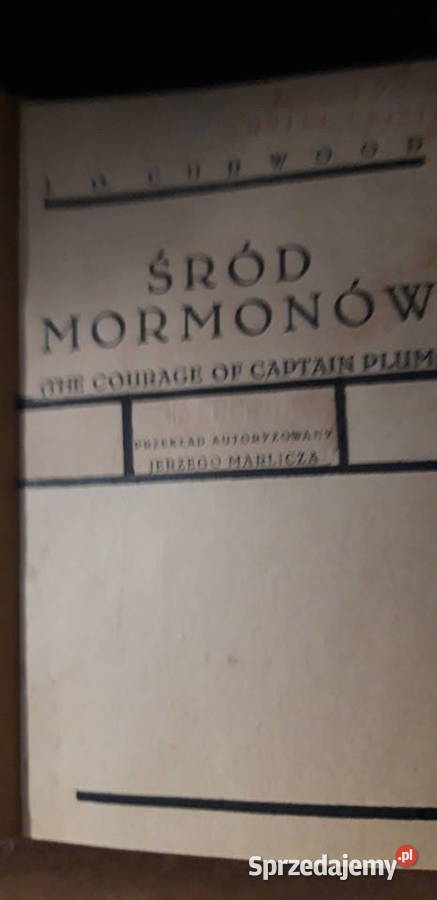 J. O. CURWOOD
ŚRÓD
MORMONÓW
(THE COURAGE OF CAPTAIN PLUM
PRZEKŁAD AUTORYZOWANY
JERZEGO MARLICZA
Sprzedajemy.pl